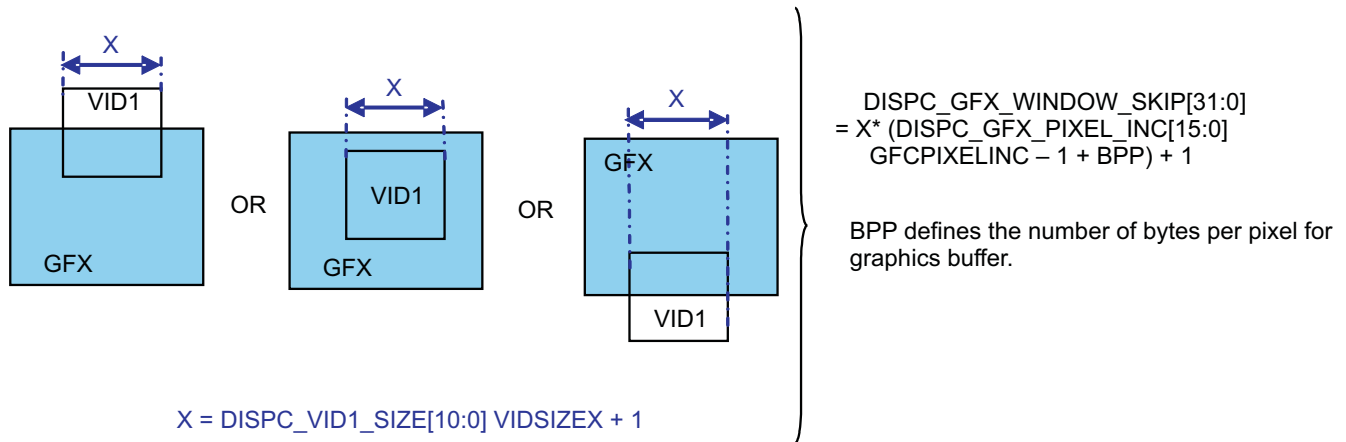 X
VID1
GFX
OR
X
VID1
GFX
OR
X
GFX
VID1
DISPC_GFX_WINDOW_SKIP[31:0]
= X* (DISPC_GFX_PIXEL_INC[15:0]
GFCPIXELINC – 1 + BPP) + 1
BPP defines the number of bytes per pixel for
graphics buffer.
X = DISPC_VID1_SIZE[10:0] VIDSIZEX + 1